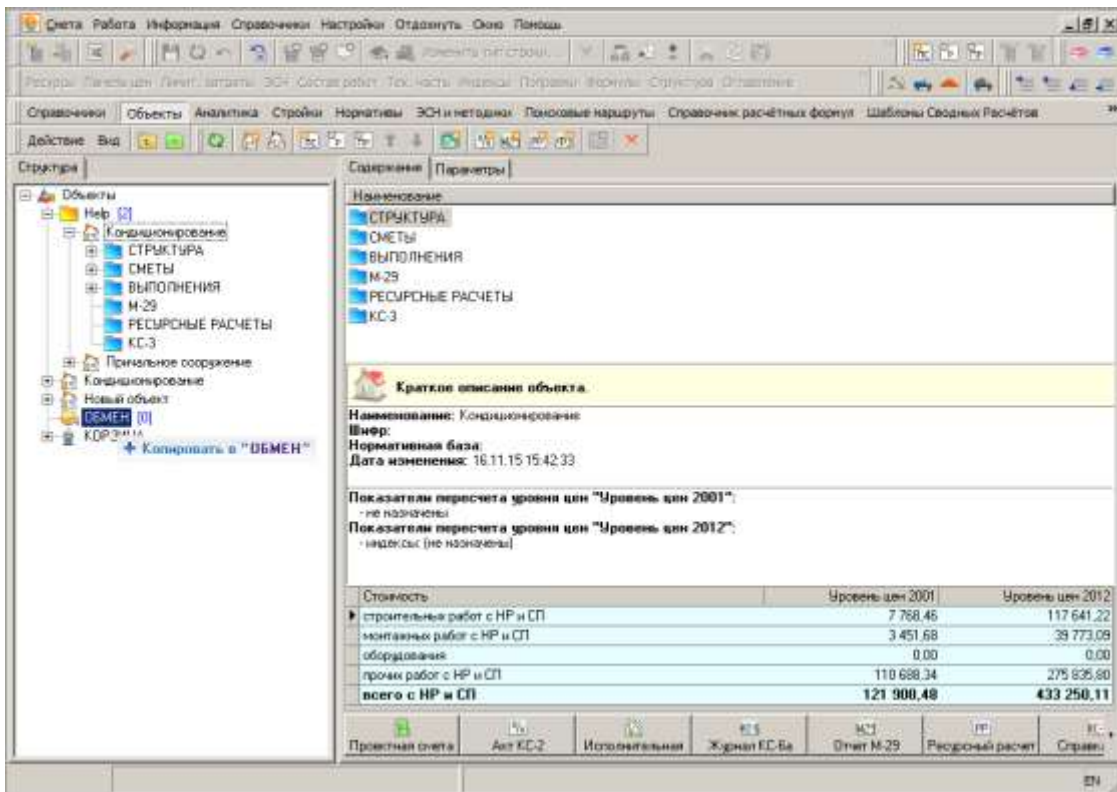 Смета Работа Информация Справочники Настройки Отдохнуть Окно Помощь
Справочники Объекты Аналитика Стройки Нормативы ЭСН и методики Поисковые маршруты Справочник расчётных формул Шаблоны Сводных Расчётов
Действие Вид
Структура
Содержание Параметры
Объекты
Help [2]
Кондиционирование
СТРУКТУРА
СМЕТЫ
ВЫПОЛНЕНИЯ
М-29
РЕСУРСНЫЕ РАСЧЕТЫ
КС-3
Причальное сооружение
Кондиционирование
Новый объект
ОБМЕН [0]
КОРЗИНА
Копировать в "ОБМЕН"
Наименование
СТРУКТУРА
СМЕТЫ
ВЫПОЛНЕНИЯ
М-29
РЕСУРСНЫЕ РАСЧЕТЫ
КС-3
Краткое описание объекта.
Наименование: Кондиционирование
Шифр:
Нормативная база:
Дата изменения: 16.11.15 15:42:33
Показатели пересчета уровня цен "Уровень цен 2001":
- не назначены
Показатели пересчета уровня цен "Уровень цен 2012":
- индексы: (не назначены)
Стоимость Уровень цен 2001 Уровень цен 2012
строительных работ с НР и СП 7 768,46 117 641,22
монтажных работ с НР и СП 3 451,68 39 773,09
оборудования 0,00 0,00
прочих работ с НР и СП 110 688,34 275 835,80
всего с НР и СП 121 908,48 433 250,11
Проектная смета Акт КС-2 Исполнительная Журнал КС-6а Отчет М-29 Ресурсный расчет Справк
EN